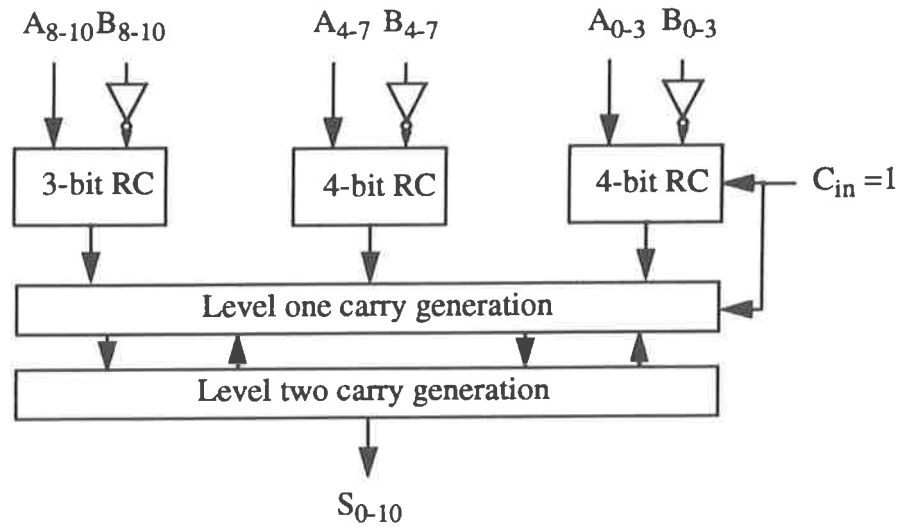 A8-10 B8-10 A4-7 B4-7 A0-3 B0-3
3-bit RC 4-bit RC 4-bit RC Cin =1
Level one carry generation
Level two carry generation
S0-10